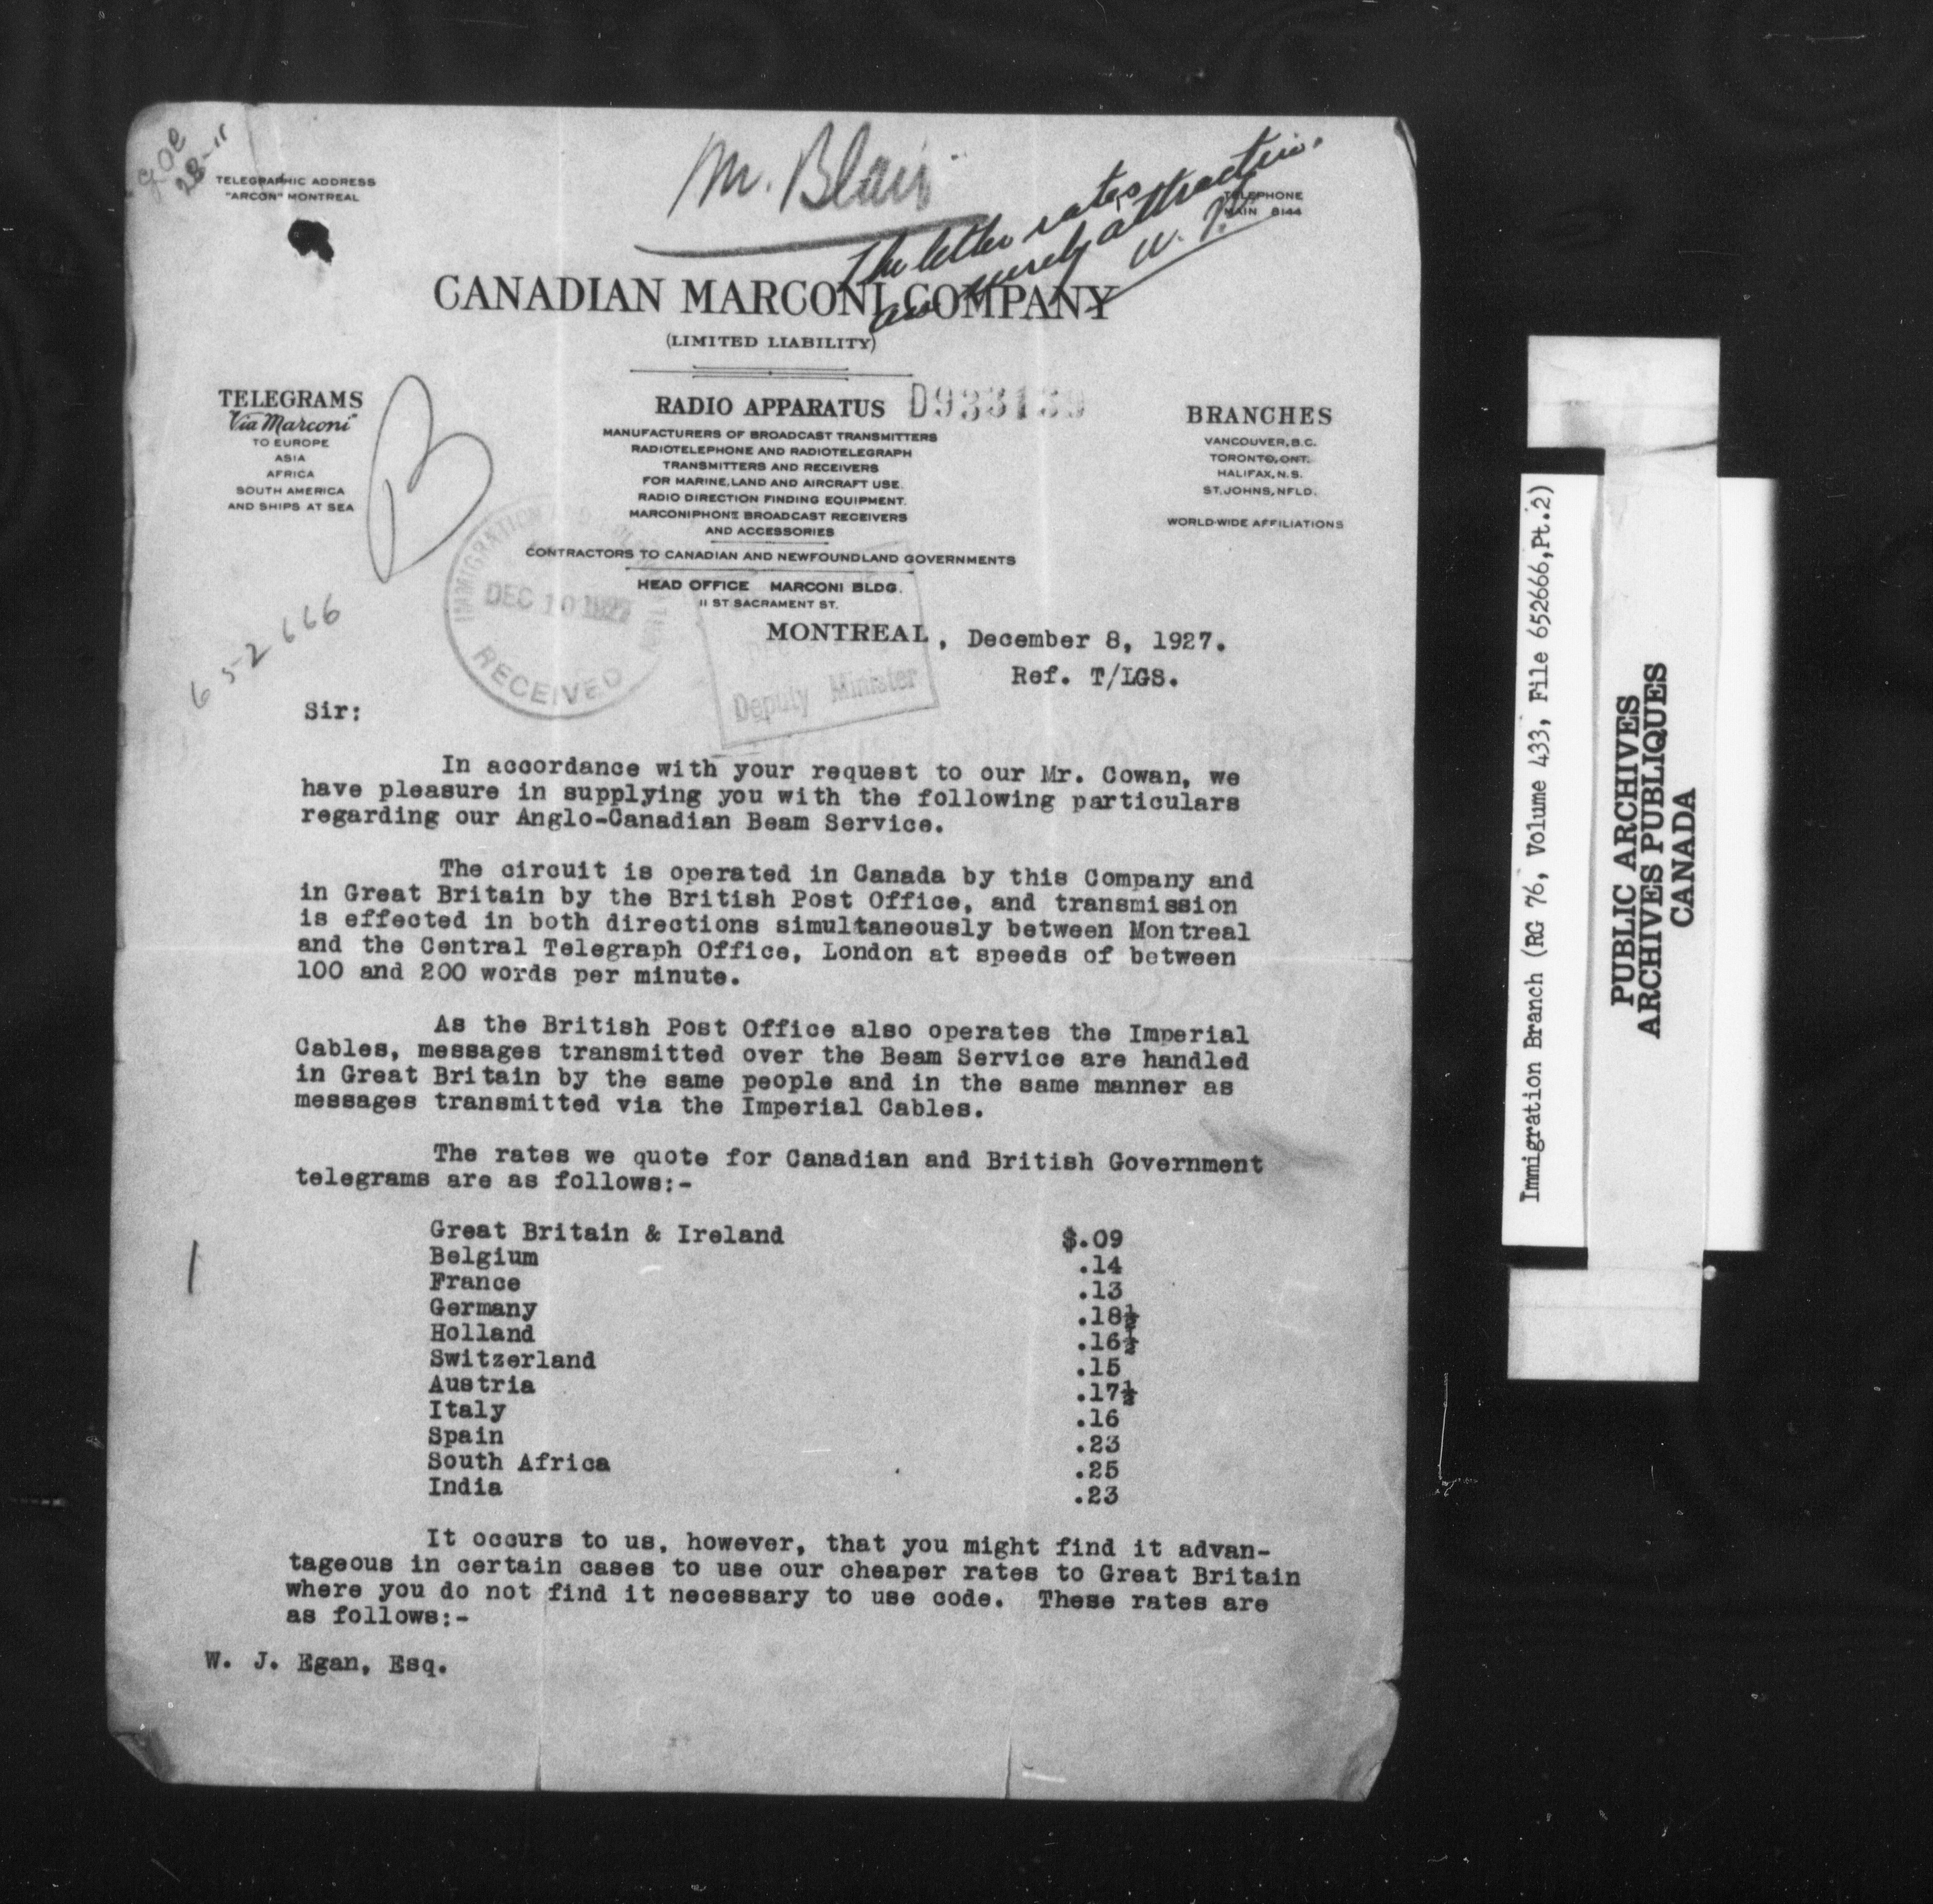 Mr. Blair
The letter rates
are surely attractive.
TELEGRAPHIC ADDRESS
"ARCON" MONTREAL
TELEPHONE
MAIN 8144
CANADIAN MARCONI COMPANY
(LIMITED LIABILITY)
TELEGRAMS
"Via Marconi"
TO EUROPE
ASIA
AFRICA
SOUTH AMERICA
AND SHIPS AT SEA
B
RADIO APPARATUS
D933139
MANUFACTURERS OF BROADCAST TRANSMITTERS
RADIOTELEPHONE AND RADIOTELEGRAPH
TRANSMITTERS AND RECEIVERS
FOR MARINE, LAND AND AIRCRAFT USE.
RADIO DIRECTION FINDING EQUIPMENT.
MARCONIPHONE BROADCAST RECEIVERS
AND ACCESSORIES
CONTRACTORS TO CANADIAN AND NEWFOUNDLAND GOVERNMENTS
HEAD OFFICE MARCONI BLDG.
11 ST SACRAMENT ST.
BRANCHES
VANCOUVER, B.C.
TORONTO, ONT.
HALIFAX, N.S.
ST. JOHNS, NFLD.
WORLD-WIDE AFFILIATIONS
IMMIGRATION
DEC 10 1927
RECEIVED
Deputy Minister
652666
MONTREAL, December 8, 1927.
Ref. T/LGS.
Sir:
In accordance with your request to our Mr. Cowan, we
have pleasure in supplying you with the following particulars
regarding our Anglo-Canadian Beam Service.
The circuit is operated in Canada by this Company and
in Great Britain by the British Post Office, and transmission
is effected in both directions simultaneously between Montreal
and the Central Telegraph Office, London at speeds of between
100 and 200 words per minute.
As the British Post Office also operates the Imperial
Cables, messages transmitted over the Beam Service are handled
in Great Britain by the same people and in the same manner as
messages transmitted via the Imperial Cables.
The rates we quote for Canadian and British Government
telegrams are as follows:-
Great Britain & Ireland $.09
Belgium .14
France .13
Germany .18½
Holland .16½
Switzerland .15
Austria .17½
Italy .16
Spain .23
South Africa .25
India .23
It occurs to us, however, that you might find it advan-
tageous in certain cases to use our cheaper rates to Great Britain
where you do not find it necessary to use code. These rates are
as follows:-
W. J. Egan, Esq.
Immigration Branch (RG 76, Volume 433, File 652666, Pt.2)
PUBLIC ARCHIVES
ARCHIVES PUBLIQUES
CANADA